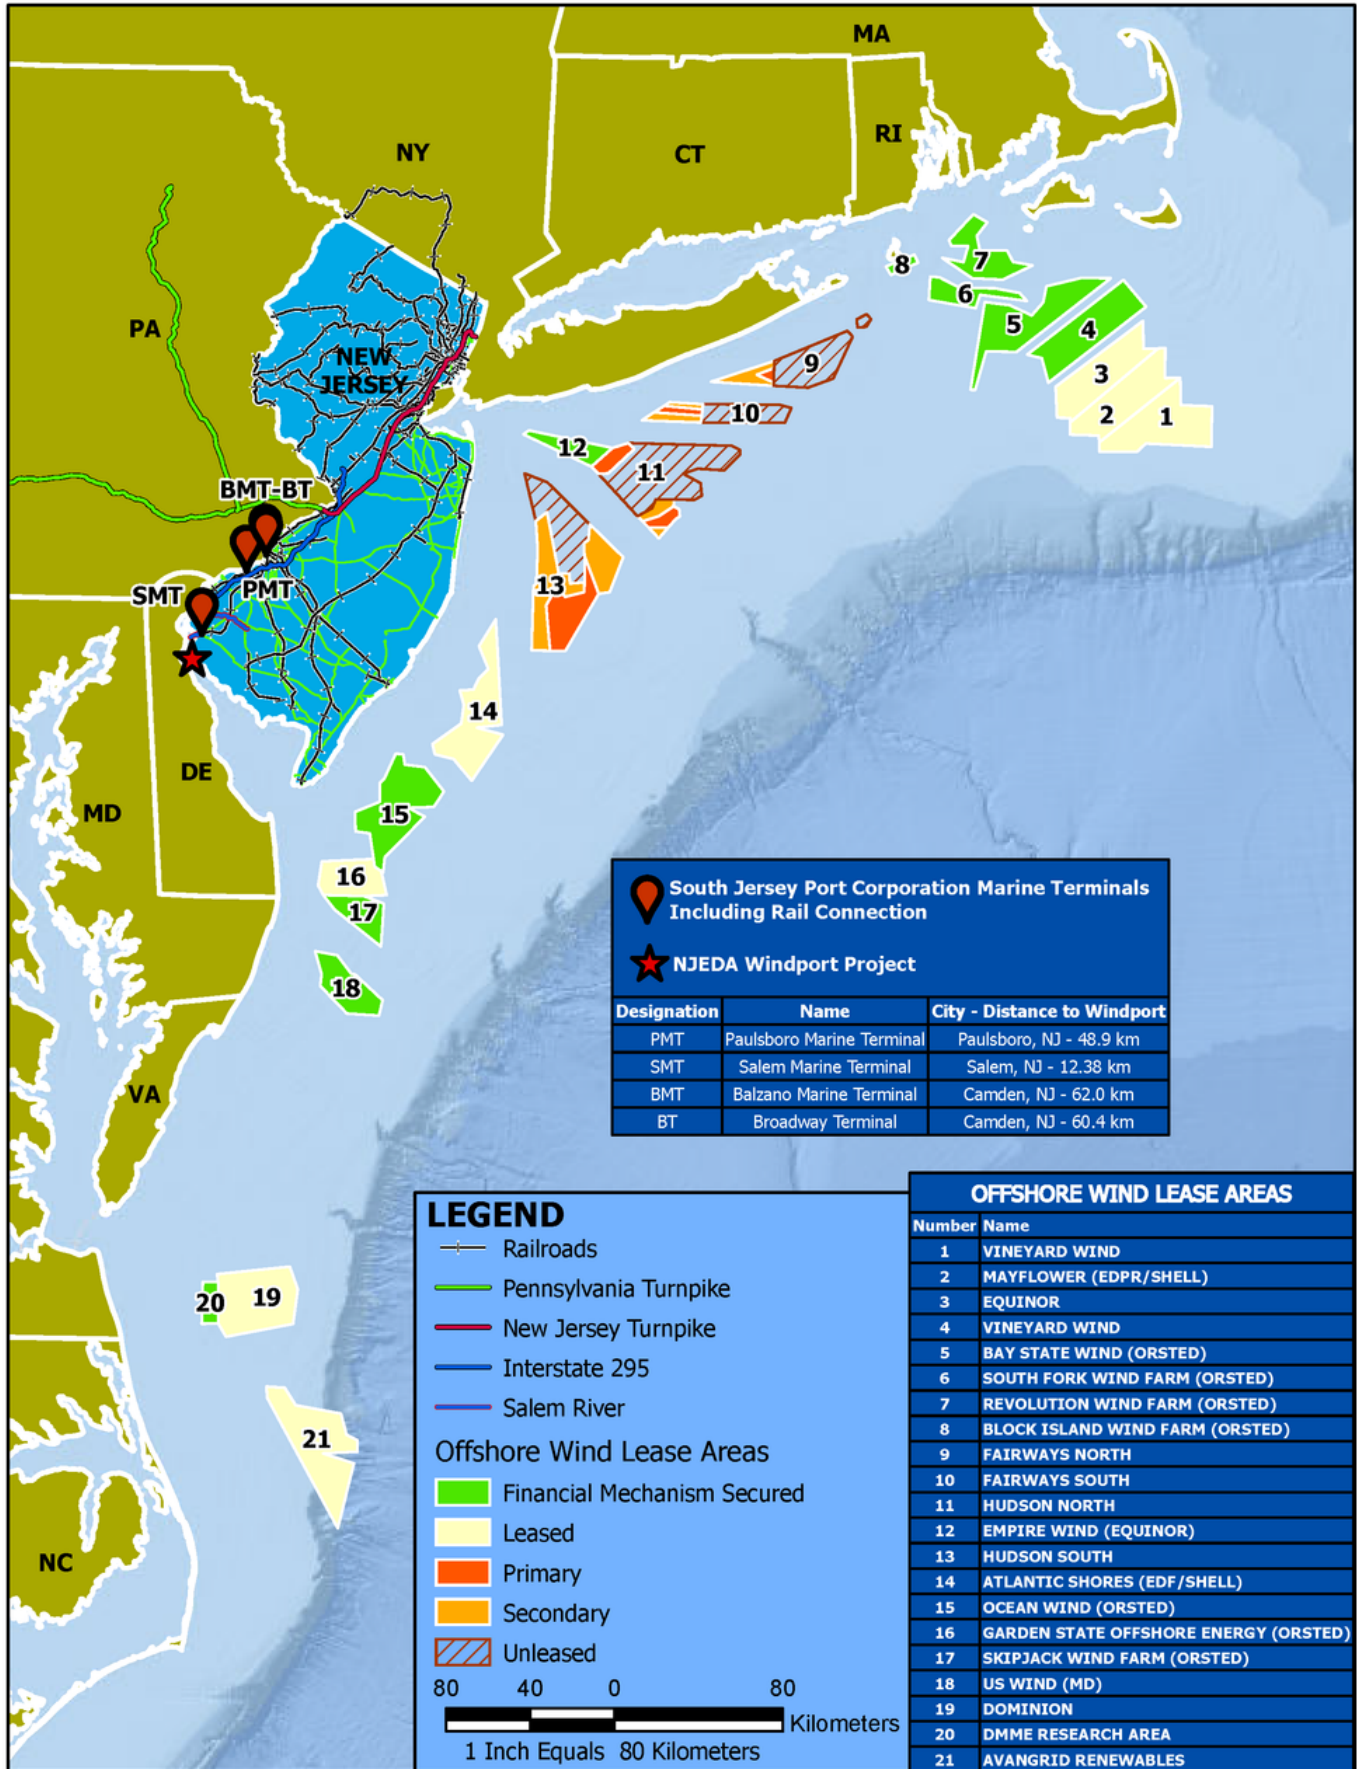 MA
NY
CT
RI
8
7
6
5
4
PA
NEW
JERSEY
9
3
10
2
1
12
11
BMT-BT
SMT
PMT
13
14
DE
MD
15
16
17
18
VA
South Jersey Port Corporation Marine Terminals
Including Rail Connection
NJEDA Windport Project
Designation Name City - Distance to Windport
PMT Paulsboro Marine Terminal Paulsboro, NJ - 48.9 km
SMT Salem Marine Terminal Salem, NJ - 12.38 km
BMT Balzano Marine Terminal Camden, NJ - 62.0 km
BT Broadway Terminal Camden, NJ - 60.4 km
20
19
21
NC
LEGEND
Railroads
Pennsylvania Turnpike
New Jersey Turnpike
Interstate 295
Salem River
Offshore Wind Lease Areas
Financial Mechanism Secured
Leased
Primary
Secondary
Unleased
80 40 0 80
Kilometers
1 Inch Equals 80 Kilometers
OFFSHORE WIND LEASE AREAS
Number Name
1 VINEYARD WIND
2 MAYFLOWER (EDPR/SHELL)
3 EQUINOR
4 VINEYARD WIND
5 BAY STATE WIND (ORSTED)
6 SOUTH FORK WIND FARM (ORSTED)
7 REVOLUTION WIND FARM (ORSTED)
8 BLOCK ISLAND WIND FARM (ORSTED)
9 FAIRWAYS NORTH
10 FAIRWAYS SOUTH
11 HUDSON NORTH
12 EMPIRE WIND (EQUINOR)
13 HUDSON SOUTH
14 ATLANTIC SHORES (EDF/SHELL)
15 OCEAN WIND (ORSTED)
16 GARDEN STATE OFFSHORE ENERGY (ORSTED)
17 SKIPJACK WIND FARM (ORSTED)
18 US WIND (MD)
19 DOMINION
20 DMME RESEARCH AREA
21 AVANGRID RENEWABLES